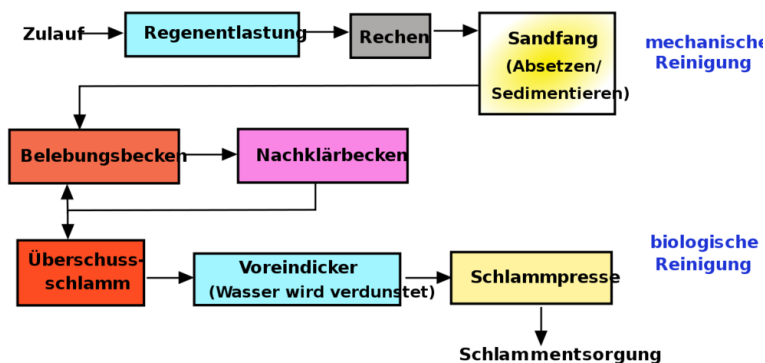 Zulauf
Regenentlastung
Rechen
Sandfang
(Absetzen/
Sedimentieren)
mechanische
Reinigung
Belebungsbecken
Nachklärbecken
Überschuss-
schlamm
Voreindicker
(Wasser wird verdunstet)
Schlammpresse
biologische
Reinigung
Schlammentsorgung